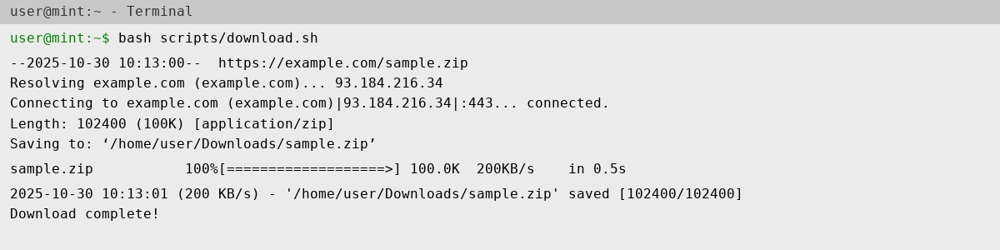 user@mint:~ - Terminal
user@mint:~$ bash scripts/download.sh
--2025-10-30 10:13:00--  https://example.com/sample.zip
Resolving example.com (example.com)... 93.184.216.34
Connecting to example.com (example.com)|93.184.216.34|:443... connected.
Length: 102400 (100K) [application/zip]
Saving to: ‘/home/user/Downloads/sample.zip’
sample.zip           100%[===================>] 100.0K  200KB/s    in 0.5s
2025-10-30 10:13:01 (200 KB/s) - '/home/user/Downloads/sample.zip' saved [102400/102400]
Download complete!